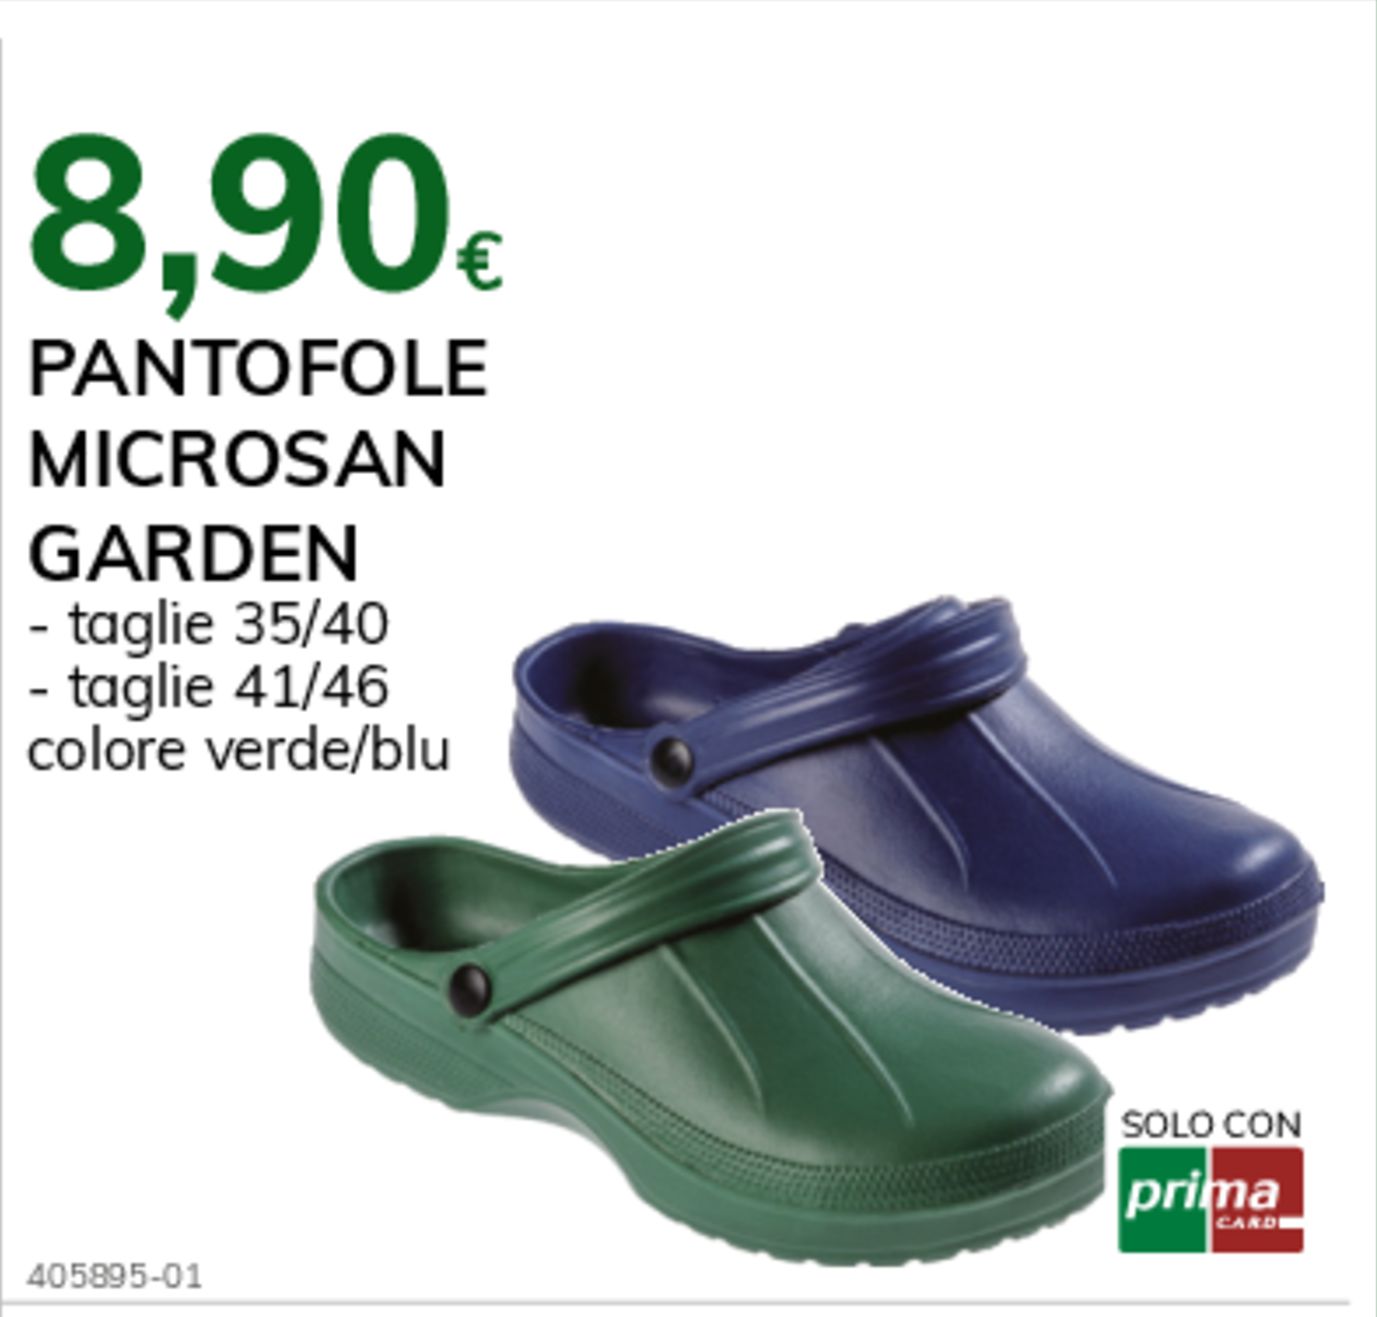 8,90€
PANTOFOLE
MICROSAN
GARDEN
- taglie 35/40
- taglie 41/46
colore verde/blu
SOLO CON
prima
CARD
405895-01